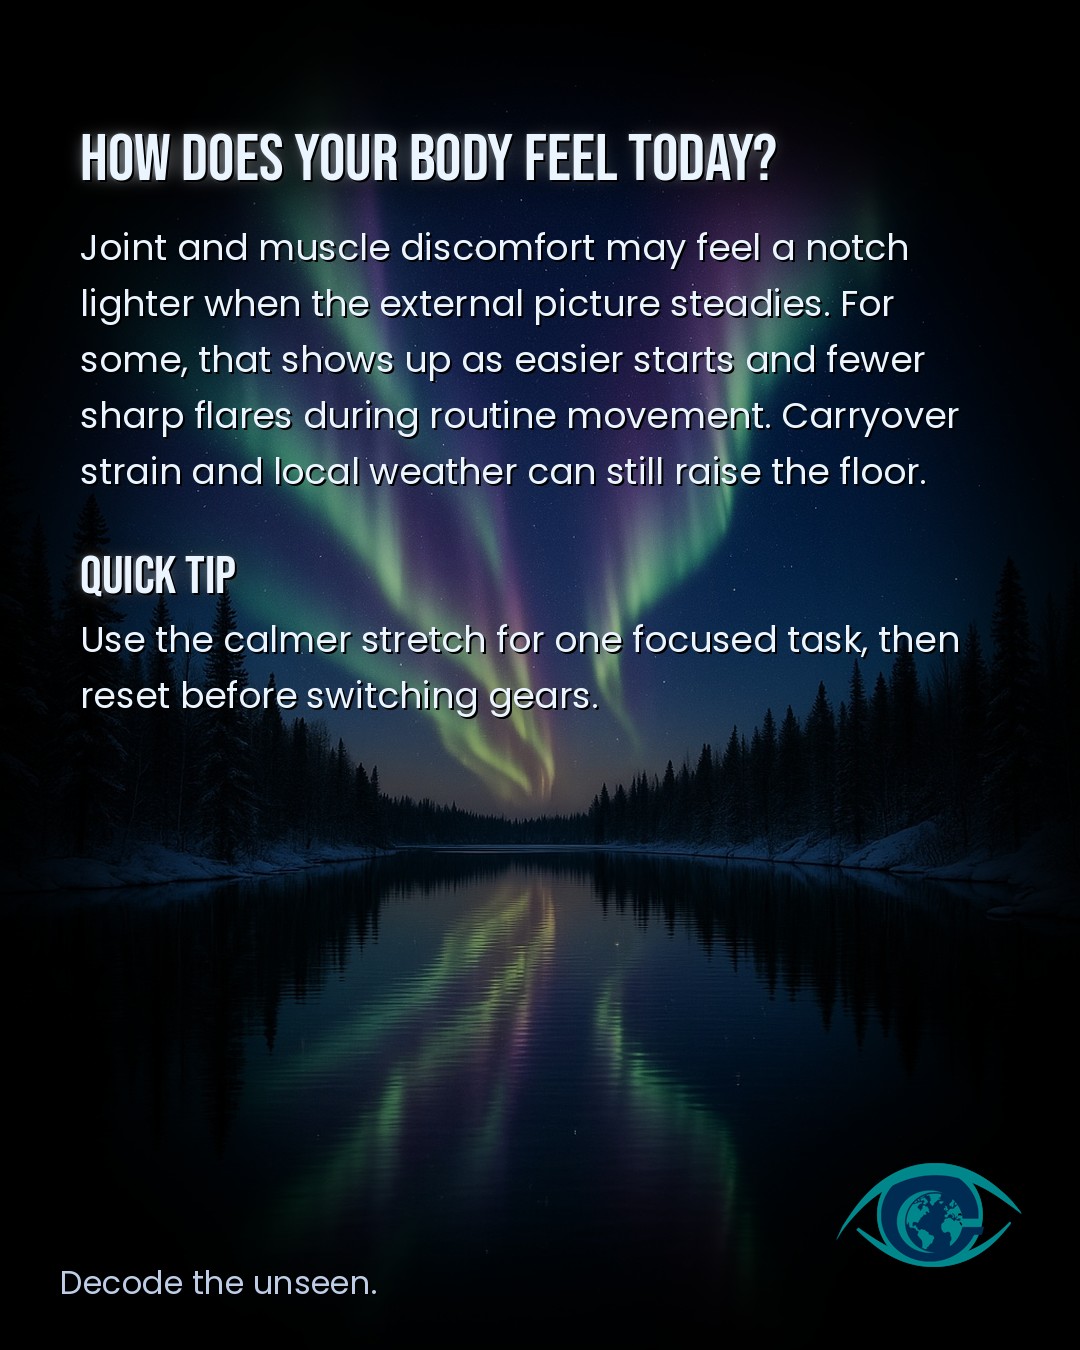 HOW DOES YOUR BODY FEEL TODAY?
Joint and muscle discomfort may feel a notch
lighter when the external picture steadies. For
some, that shows up as easier starts and fewer
sharp flares during routine movement. Carryover
strain and local weather can still raise the floor.
QUICK TIP
Use the calmer stretch for one focused task, then
reset before switching gears.
Decode the unseen.